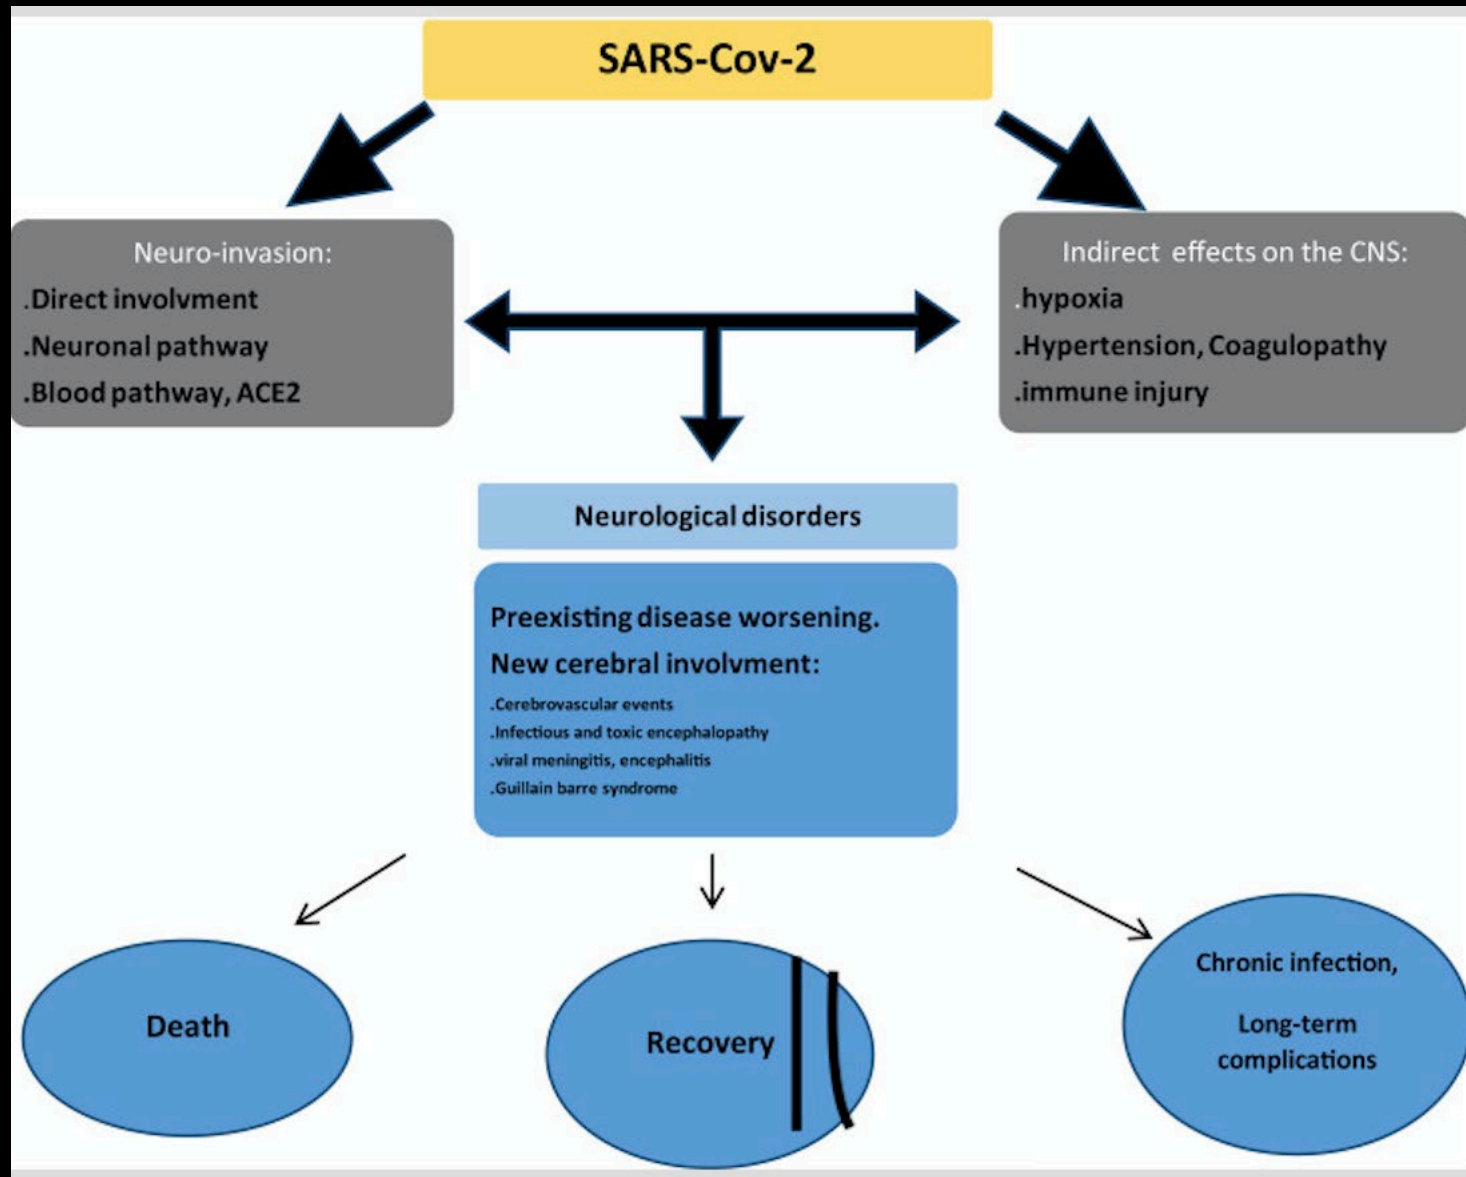 SARS-Cov-2
Neuro-invasion:
.Direct involvment
.Neuronal pathway
.Blood pathway, ACE2
Indirect effects on the CNS:
.hypoxia
.Hypertension, Coagulopathy
.immune injury
Neurological disorders
Preexisting disease worsening.
New cerebral involvment:
.Cerebrovascular events
.Infectious and toxic encephalopathy
.viral meningitis, encephalitis
.Guillain barre syndrome
Death
Recovery
Chronic infection,
Long-term
complications